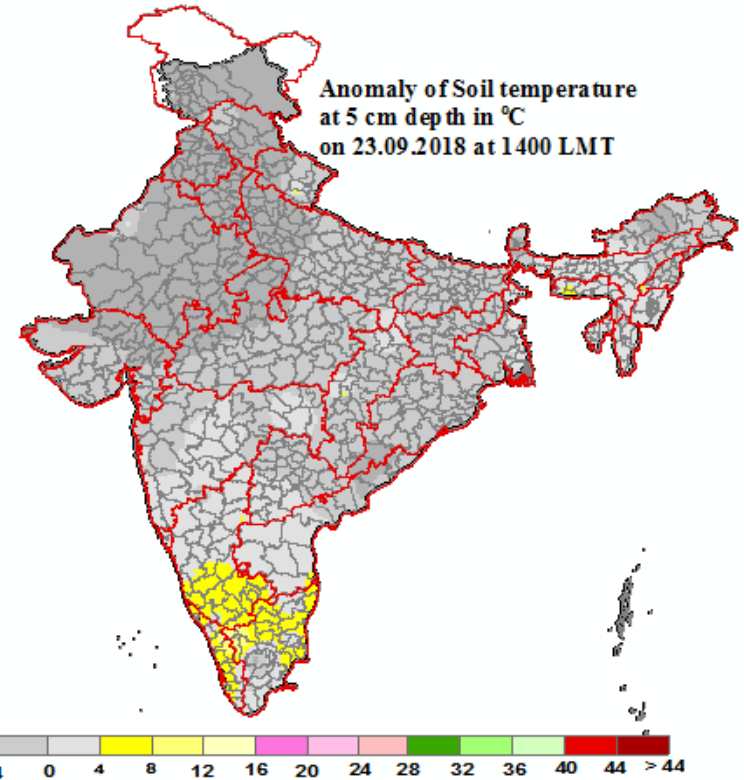 Anomaly of Soil temperature
at 5 cm depth in ⁰C
on 23.09.2018 at 1400 LMT
0 4 8 12 16 20 24 28 32 36 40 44 > 44